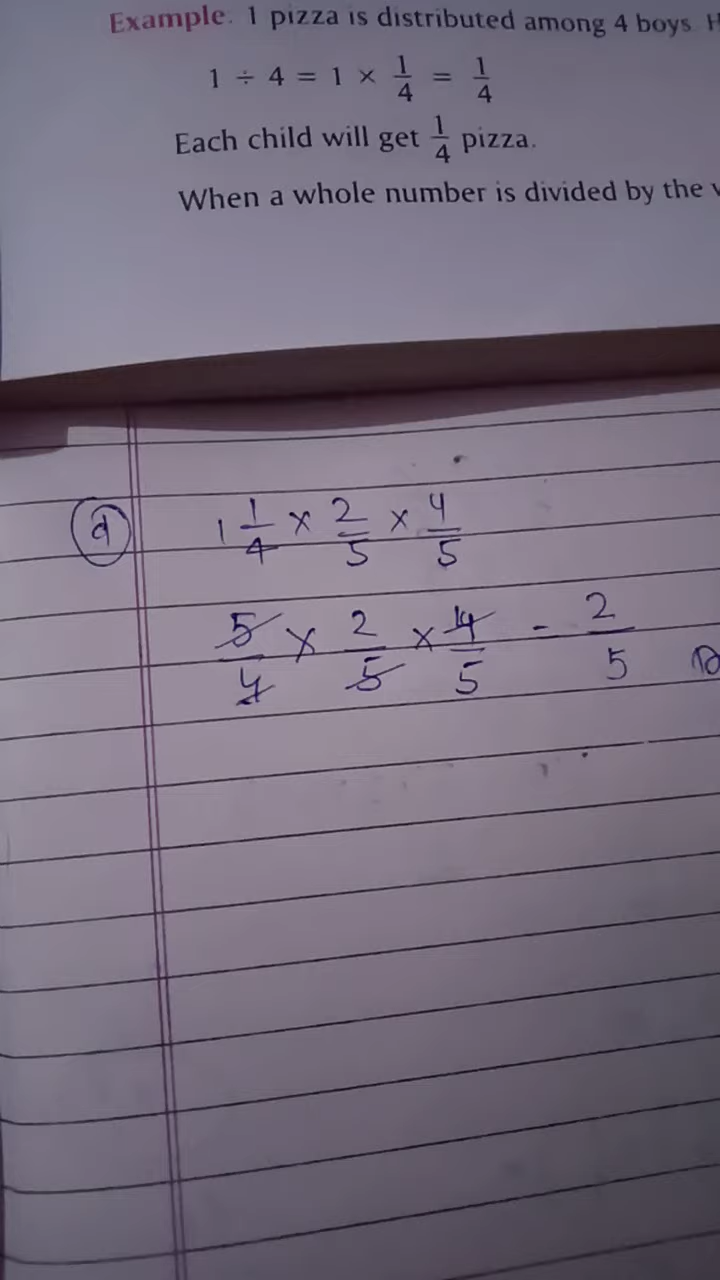 Example: 1 pizza is distributed among 4 boys.
1 ÷ 4 = 1 × 1/4 = 1/4
Each child will get 1/4 pizza.
When a whole number is divided by the
d
1 1/4 × 2/5 × 4/5
5/4 × 2/5 × 4/5 = 2/5